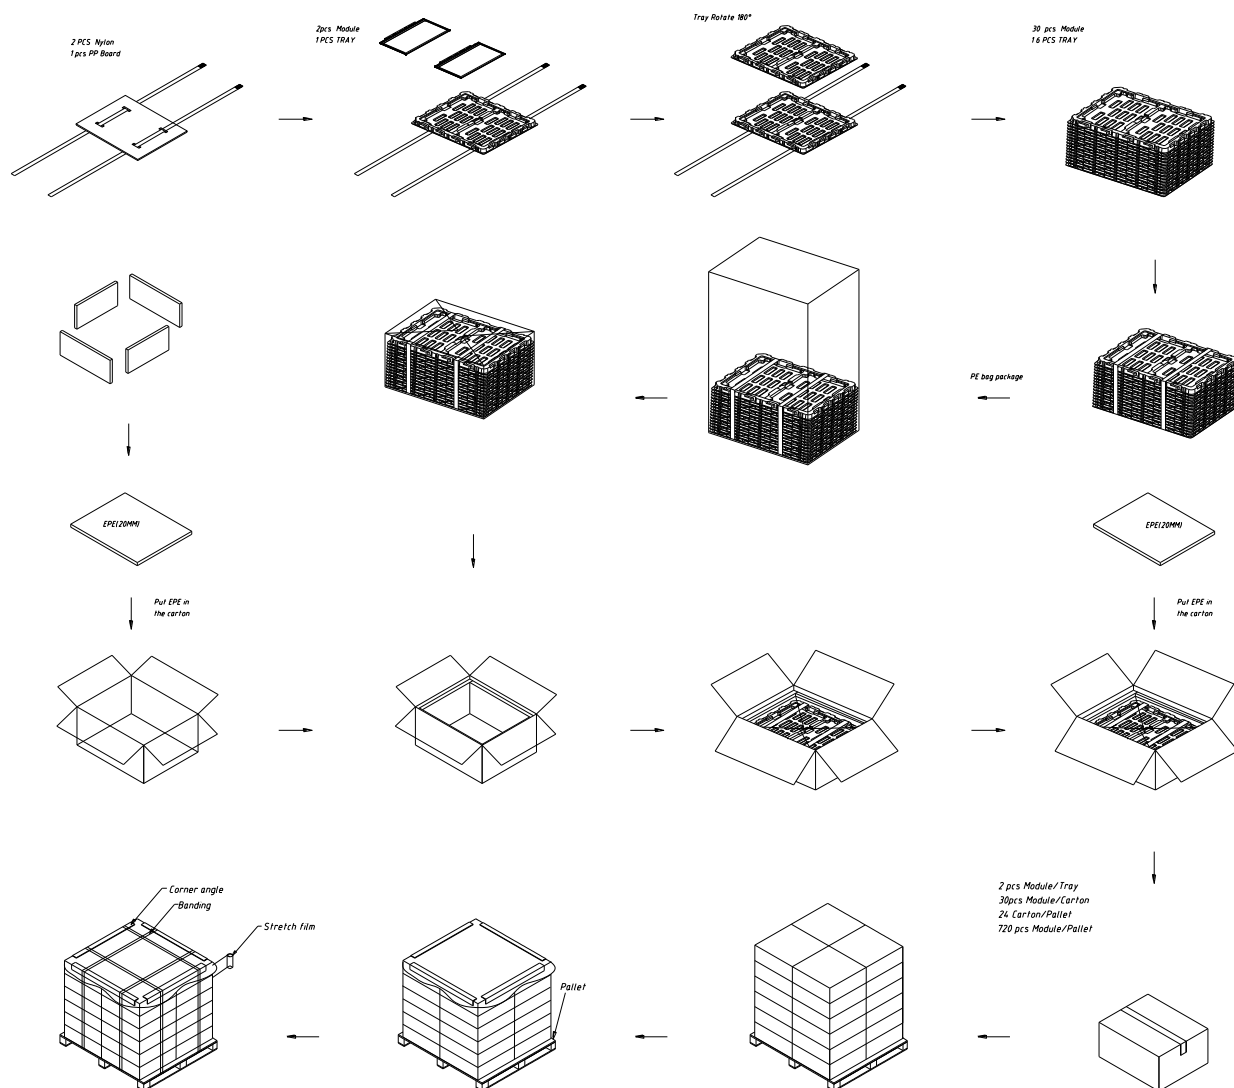 2 PCS Nylon
1pcs PP Board
2pcs Module
1 PCS TRAY
Tray Rotate 180°
30 pcs Module
16 PCS TRAY
PE bag package
EPE(20MM)
EPE(20MM)
Put EPE in
the carton
Put EPE in
the carton
2 pcs Module/Tray
30pcs Module/Carton
24 Carton/Pallet
720 pcs Module/Pallet
Corner angle
Banding
Stretch film
Pallet